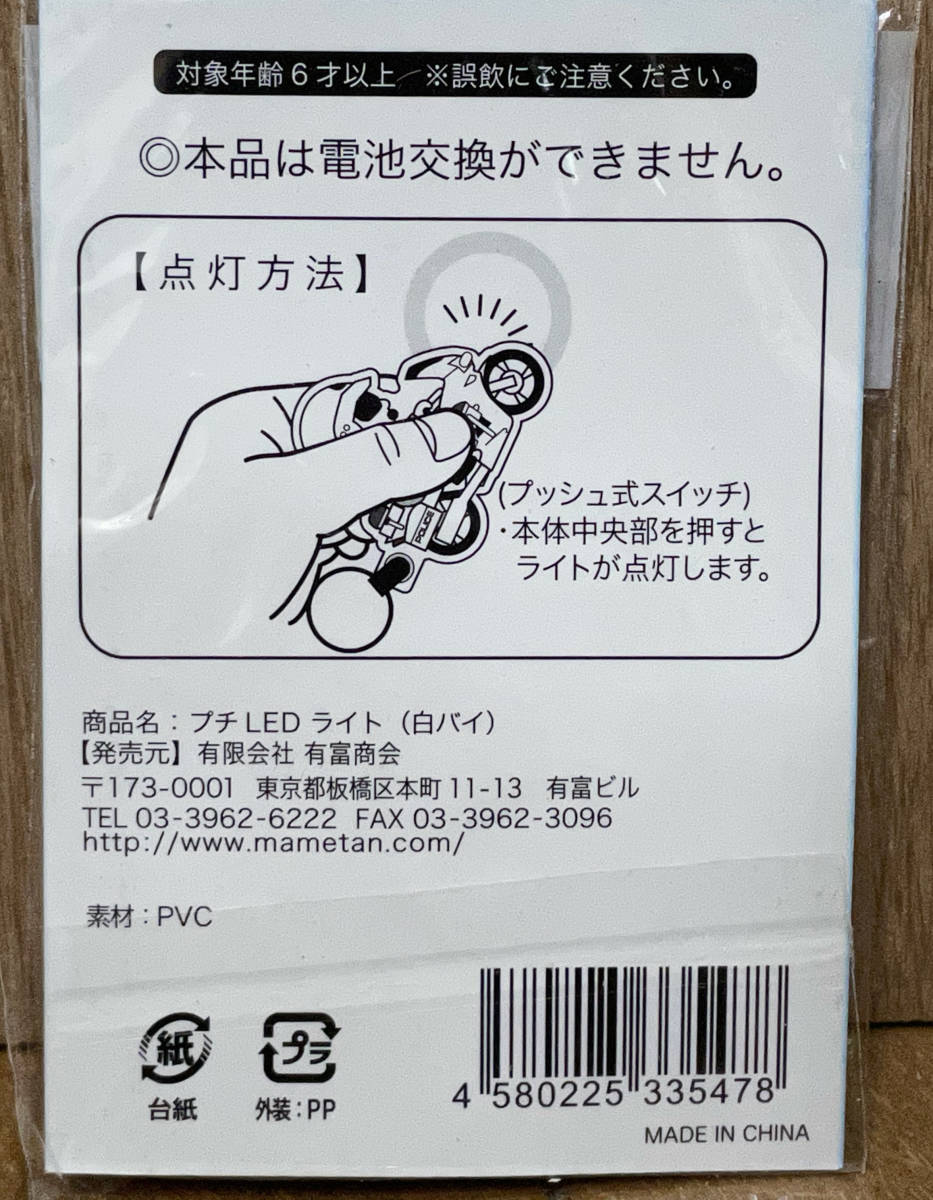 対象年齢6才以上／※誤飲にご注意ください。
◎本品は電池交換ができません。
【点灯方法】
(プッシュ式スイッチ)
・本体中央部を押すと
ライトが点灯します。
POLICE
商品名：プチLEDライト（白バイ）
【発売元】有限会社 有富商会
〒173-0001 東京都板橋区本町11-13 有富ビル
TEL 03-3962-6222 FAX 03-3962-3096
http://www.mametan.com/
素材：PVC
紙 プラ
台紙 外装：PP
4 580225 335478
MADE IN CHINA